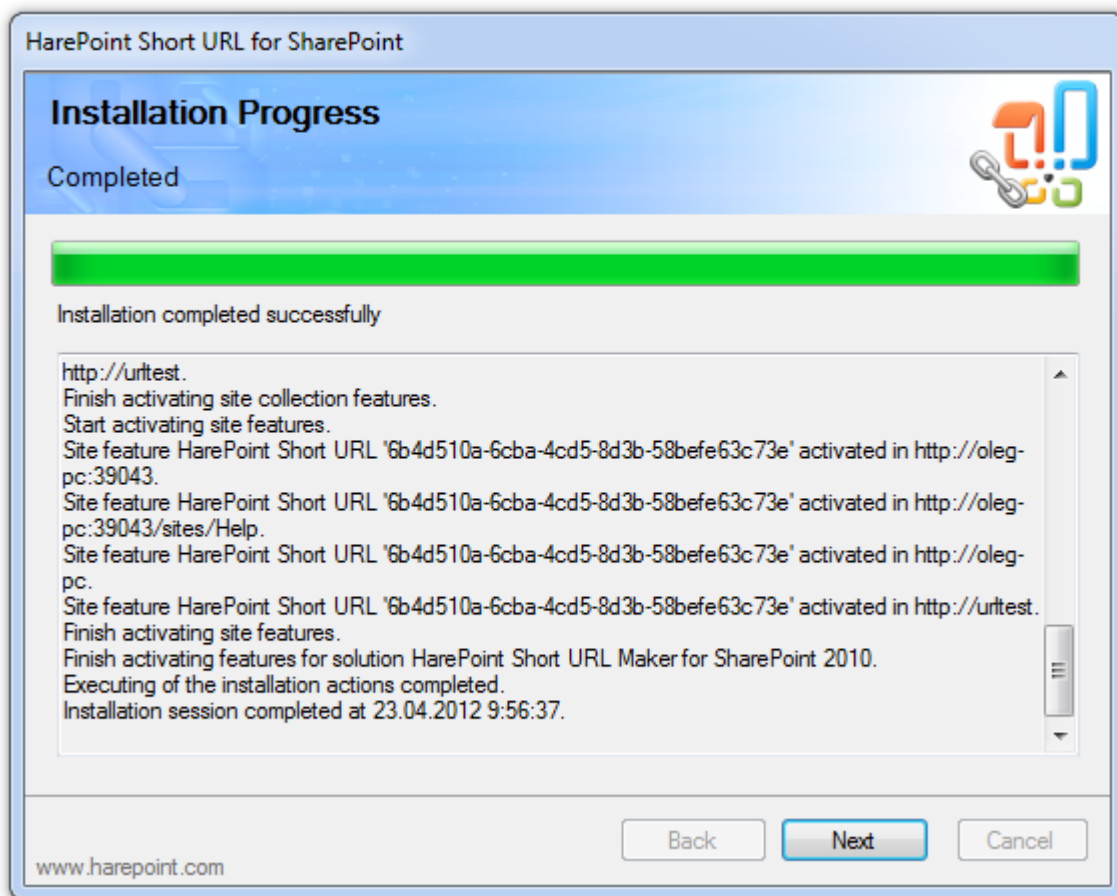 HarePoint Short URL for SharePoint
Installation Progress
Completed
Installation completed successfully
http://urltest.
Finish activating site collection features.
Start activating site features.
Site feature HarePoint Short URL '6b4d510a-6cba-4cd5-8d3b-58befe63c73e' activated in http://oleg-
pc:39043.
Site feature HarePoint Short URL '6b4d510a-6cba-4cd5-8d3b-58befe63c73e' activated in http://oleg-
pc:39043/sites/Help.
Site feature HarePoint Short URL '6b4d510a-6cba-4cd5-8d3b-58befe63c73e' activated in http://oleg-
pc.
Site feature HarePoint Short URL '6b4d510a-6cba-4cd5-8d3b-58befe63c73e' activated in http://urltest.
Finish activating site features.
Finish activating features for solution HarePoint Short URL Maker for SharePoint 2010.
Executing of the installation actions completed.
Installation session completed at 23.04.2012 9:56:37.
Back
Next
Cancel
www.harepoint.com